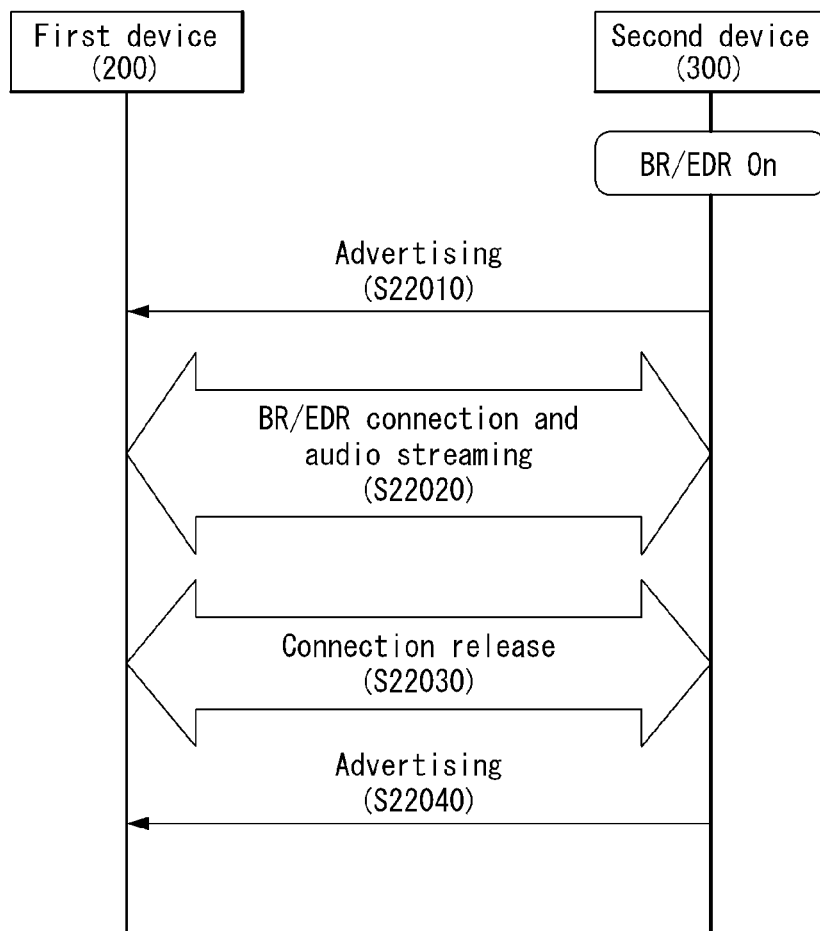 First device
(200)
Second device
(300)
BR/EDR On
Advertising
(S22010)
BR/EDR connection and
audio streaming
(S22020)
Connection release
(S22030)
Advertising
(S22040)